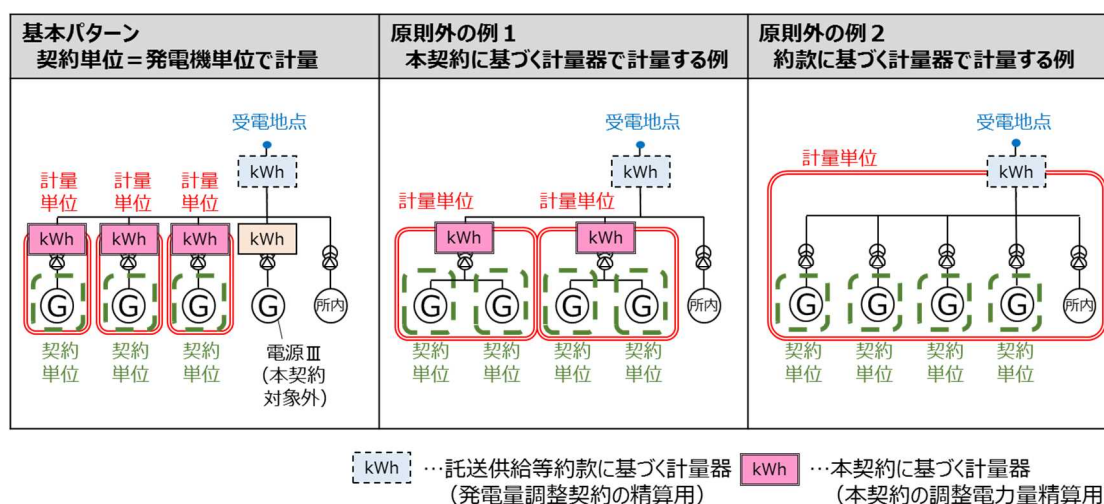 基本パターン
契約単位=発電機単位で計量
原則外の例1
本契約に基づく計量器で計量する例
原則外の例2
約款に基づく計量器で計量する例
受電地点
kWh
計量
単位
計量
単位
計量
単位
kWh
kWh
kWh
kWh
G
G
G
G
所内
契約
単位
契約
単位
契約
単位
電源Ⅲ
(本契約
対象外)
受電地点
kWh
計量単位
計量単位
kWh
kWh
G
G
G
G
所内
契約
単位
契約
単位
契約
単位
契約
単位
受電地点
計量単位
kWh
G
G
G
G
所内
契約
単位
契約
単位
契約
単位
契約
単位
kWh …託送供給等約款に基づく計量器
(発電量調整契約の精算用)
kWh …本契約に基づく計量器
(本契約の調整電力量精算用